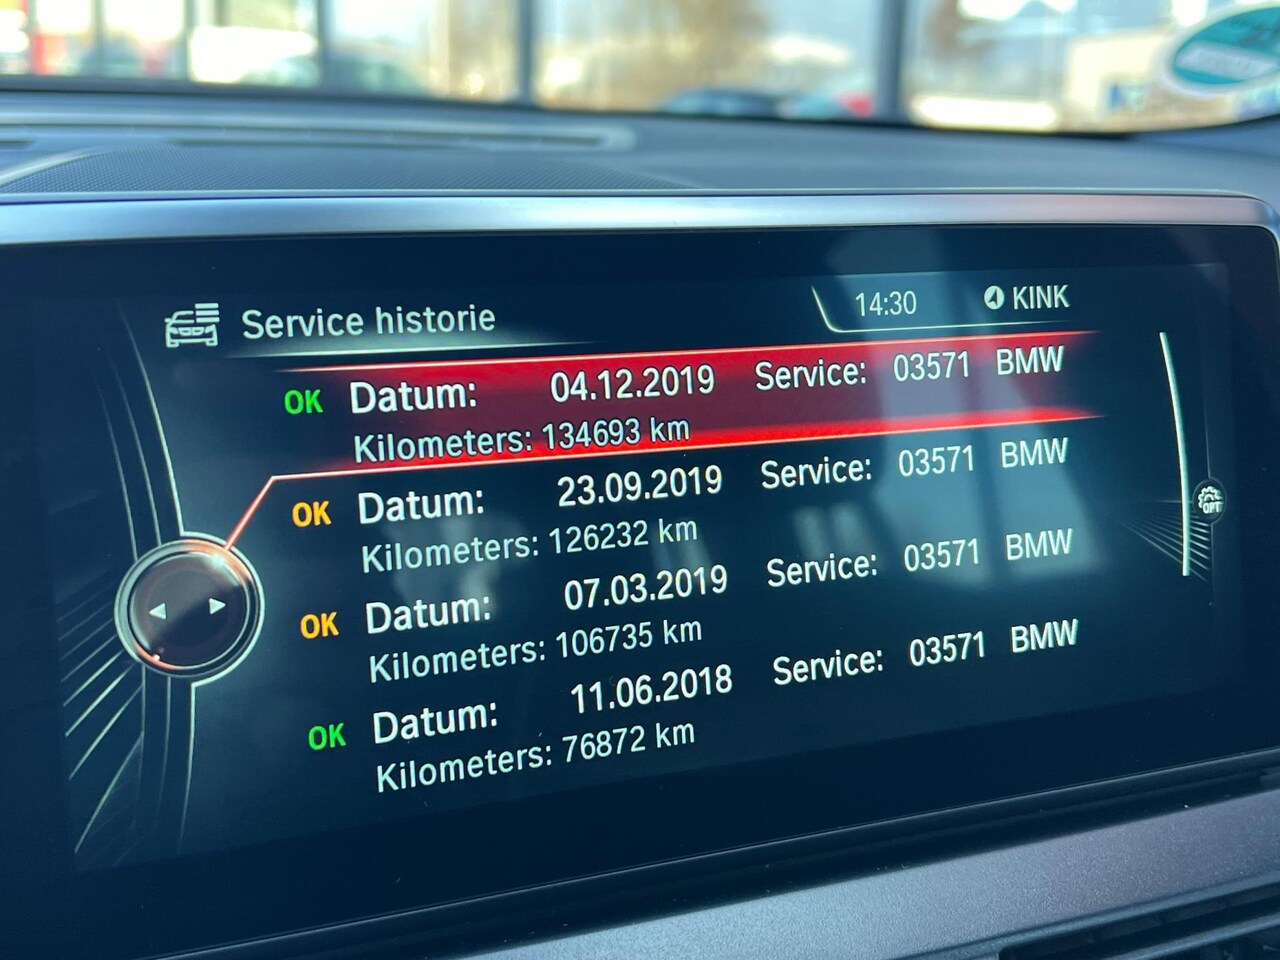 Service historie 14:30 KINK
OK Datum: 04.12.2019 Service: 03571 BMW
Kilometers: 134693 km
OK Datum: 23.09.2019 Service: 03571 BMW
Kilometers: 126232 km
OK Datum: 07.03.2019 Service: 03571 BMW
Kilometers: 106735 km
OK Datum: 11.06.2018 Service: 03571 BMW
Kilometers: 76872 km
OPT